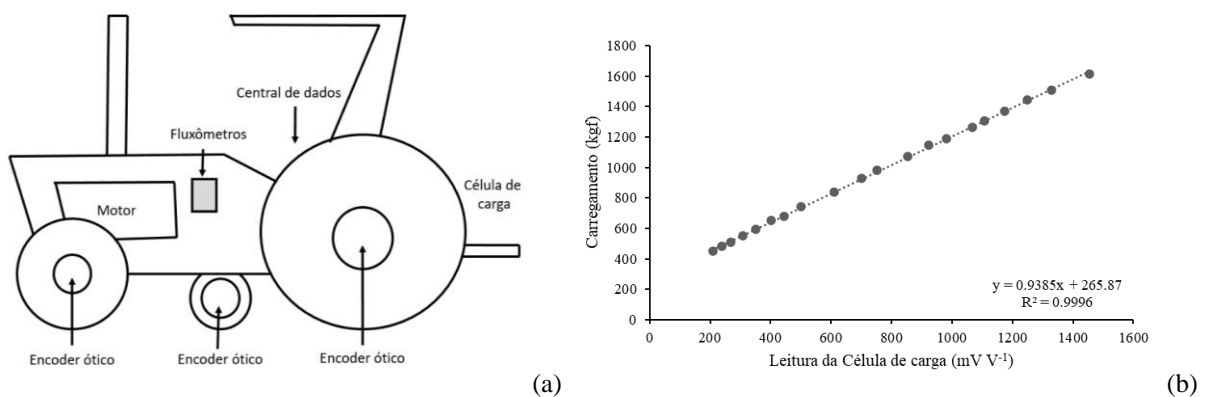 Central de dados
Fluxômetros
Motor
Célula de
carga
Encoder ótico
Encoder ótico
Encoder ótico
(a)
Carregamento (kgf)
1800
1600
1400
1200
1000
800
600
400
200
0
y = 0.9385x + 265.87
R² = 0.9996
0 200 400 600 800 1000 1200 1400 1600
Leitura da Célula de carga (mV V⁻¹)
(b)